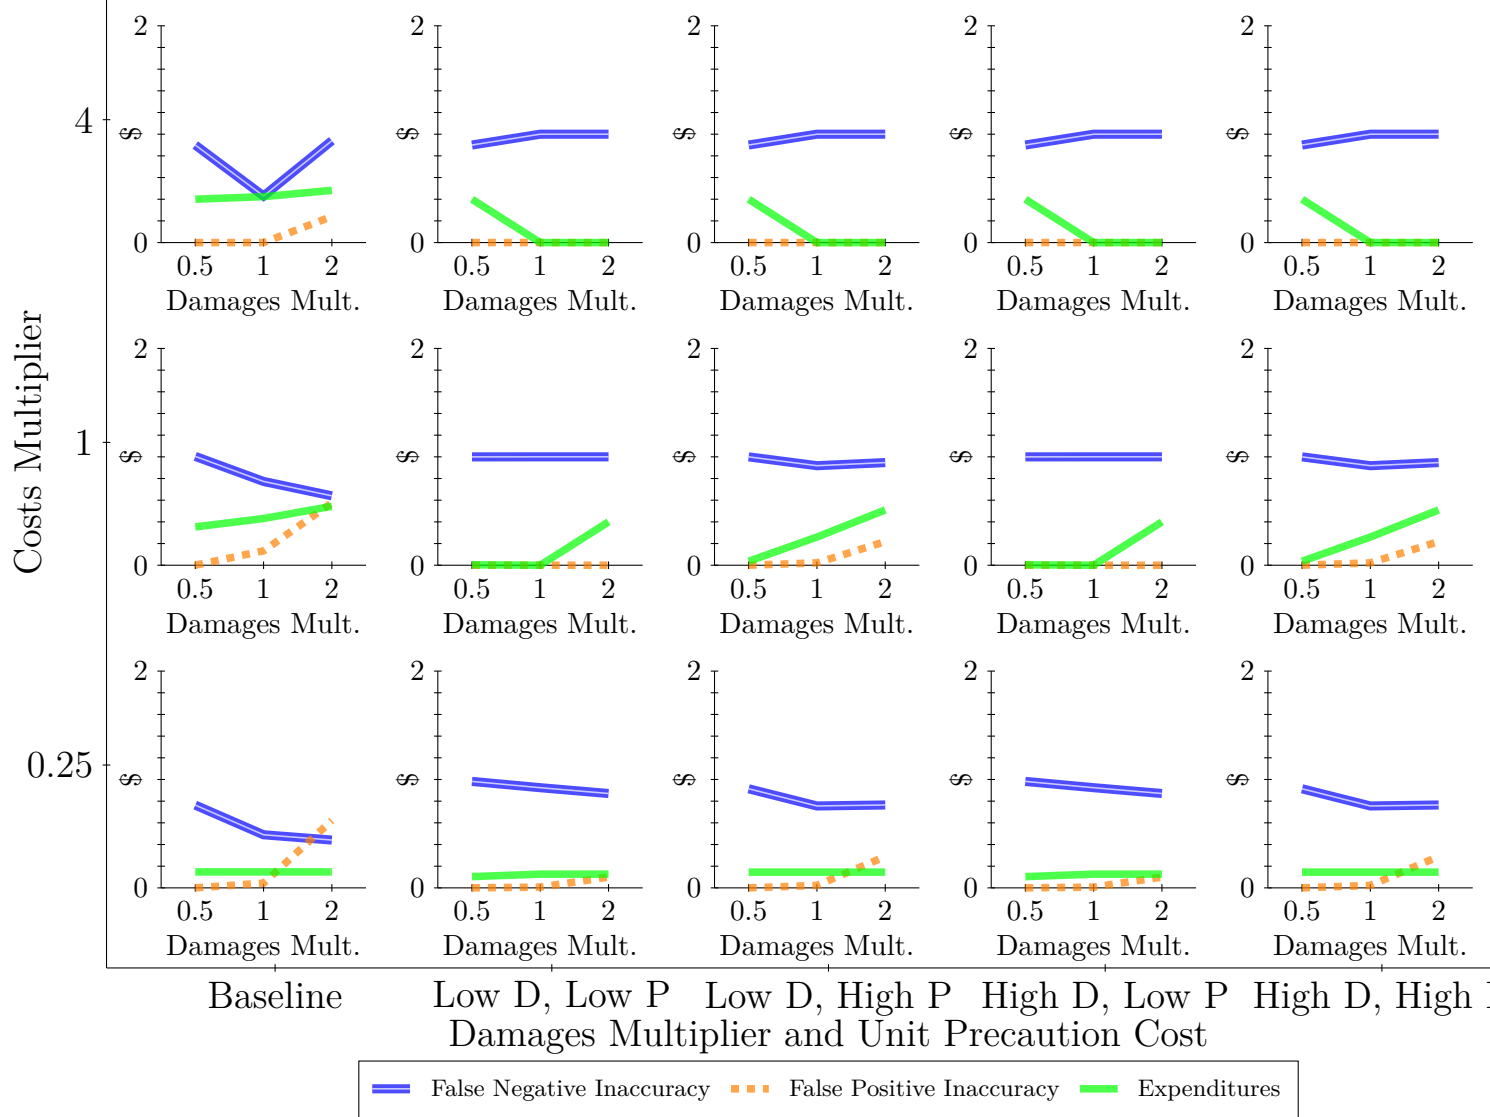 2 2 2 2 2
4
$ $ $ $ $
0 0 0 0 0
0.5 1 2 0.5 1 2 0.5 1 2 0.5 1 2 0.5 1 2
Damages Mult. Damages Mult. Damages Mult. Damages Mult. Damages Mult.
Costs Multiplier
2 2 2 2 2
1
$ $ $ $ $
0 0 0 0 0
0.5 1 2 0.5 1 2 0.5 1 2 0.5 1 2 0.5 1 2
Damages Mult. Damages Mult. Damages Mult. Damages Mult. Damages Mult.
2 2 2 2 2
0.25
$ $ $ $ $
0 0 0 0 0
0.5 1 2 0.5 1 2 0.5 1 2 0.5 1 2 0.5 1 2
Damages Mult. Damages Mult. Damages Mult. Damages Mult. Damages Mult.
Baseline Low D, Low P Low D, High P High D, Low P High D, High
Damages Multiplier and Unit Precaution Cost
False Negative Inaccuracy False Positive Inaccuracy Expenditures